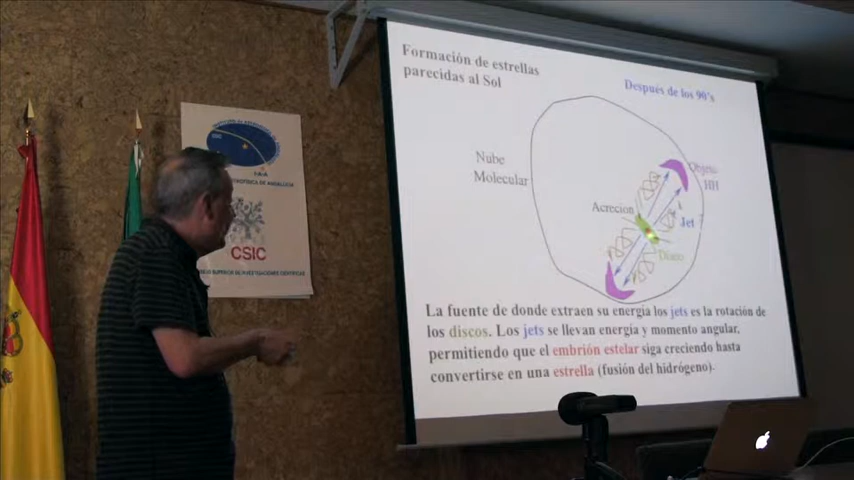 Formación de estrellas
parecidas al Sol
Después de los 90's
Nube
Molecular
Objeto
HH
Acrecion
Jet
Disco
La fuente de donde extraen su energía los jets es la rotación de
los discos. Los jets se llevan energía y momento angular,
permitiendo que el embrión estelar siga creciendo hasta
convertirse en una estrella (fusión del hidrógeno).
I·A·A
CSIC